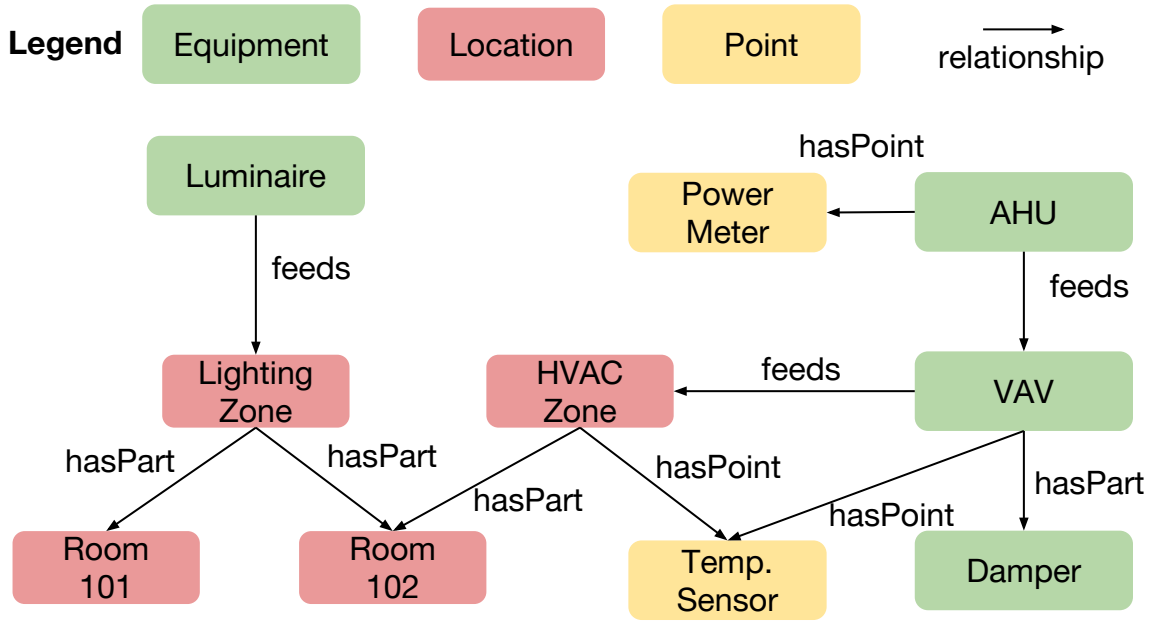 Legend
Equipment
Location
Point
relationship
Luminaire
hasPoint
Power
Meter
AHU
feeds
feeds
Lighting
Zone
HVAC
Zone
feeds
VAV
hasPart
hasPart
hasPart
hasPoint
hasPoint
hasPart
Room
101
Room
102
Temp.
Sensor
Damper